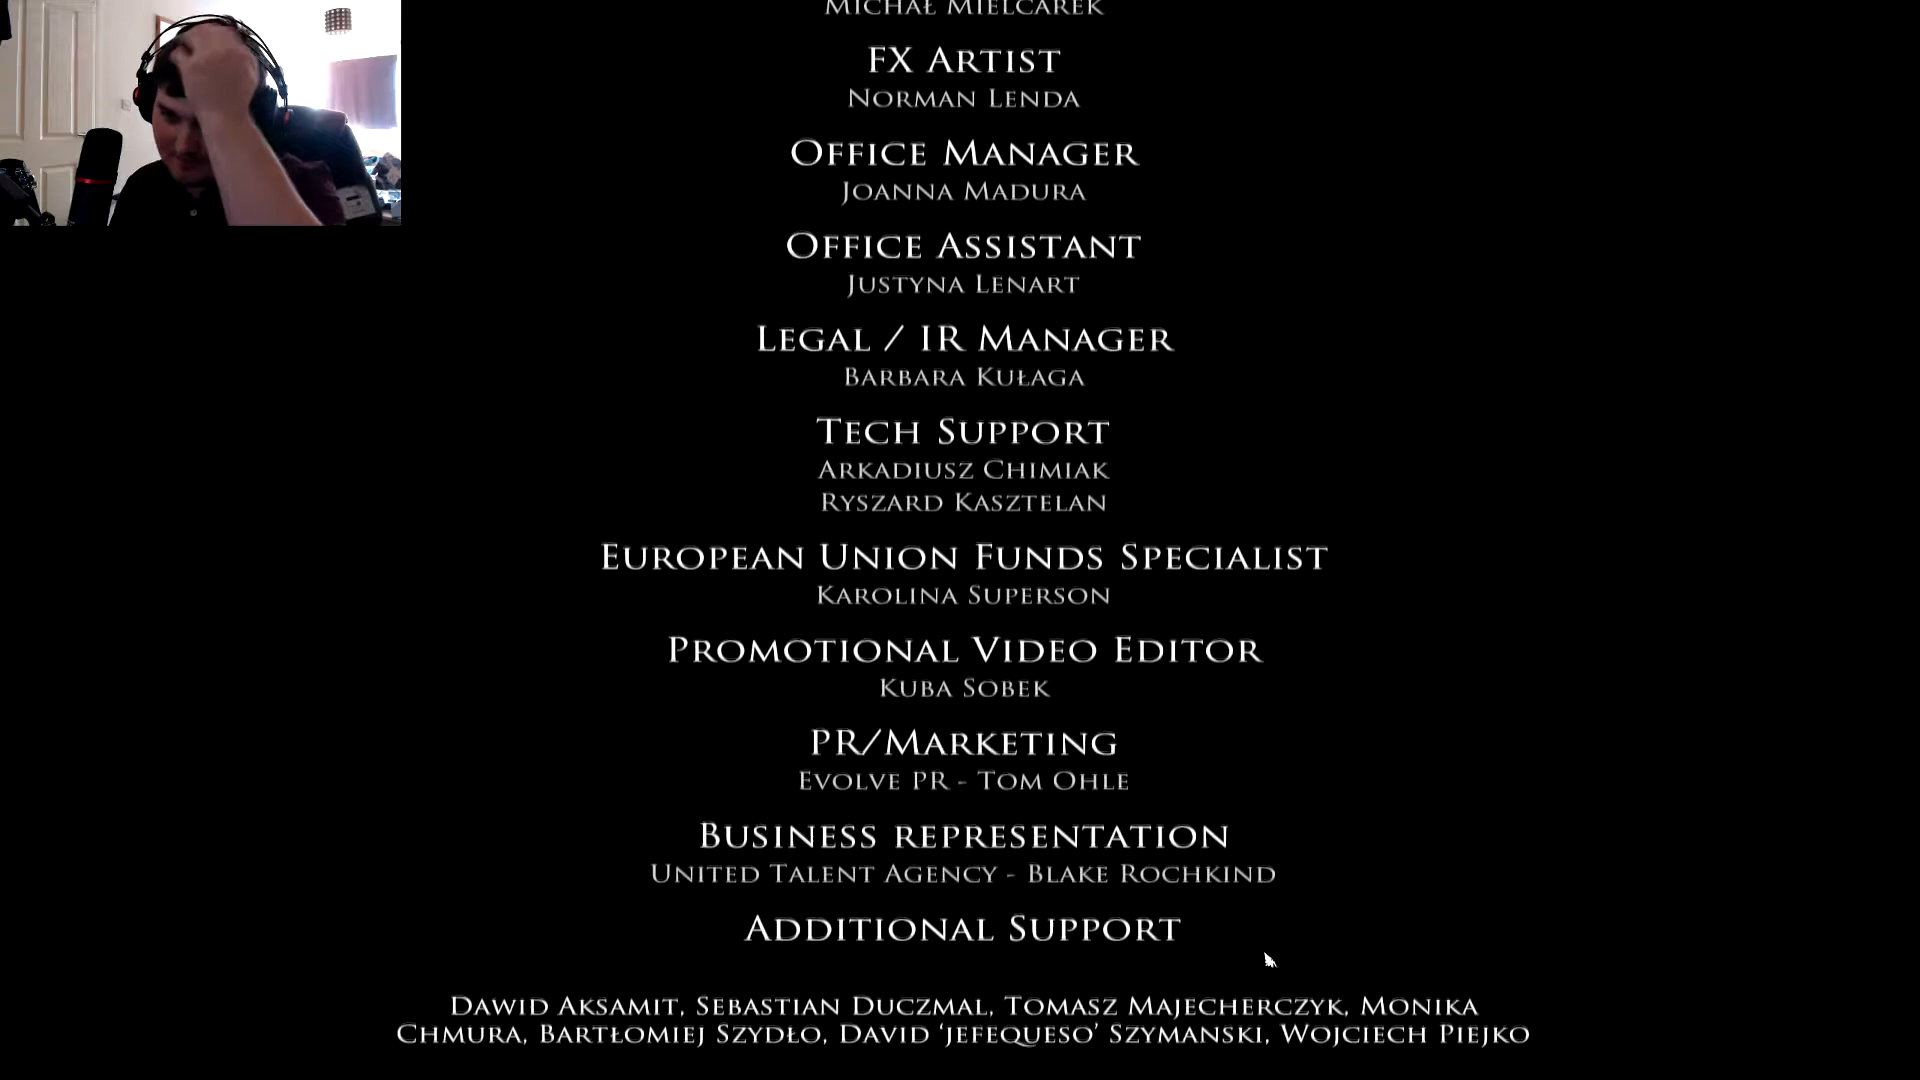 Michał Mielcarek
FX Artist
Norman Lenda
Office Manager
Joanna Madura
Office Assistant
Justyna Lenart
Legal / IR Manager
Barbara Kułaga
Tech Support
Arkadiusz Chimiak
Ryszard Kasztelan
European Union Funds Specialist
Karolina Superson
Promotional Video Editor
Kuba Sobek
PR/Marketing
Evolve PR - Tom Ohle
Business representation
United Talent Agency - Blake Rochkind
Additional Support
Dawid Aksamit, Sebastian Duczmal, Tomasz Majecherczyk, Monika
Chmura, Bartłomiej Szydło, David ‘jefequeso’ Szymanski, Wojciech Piejko